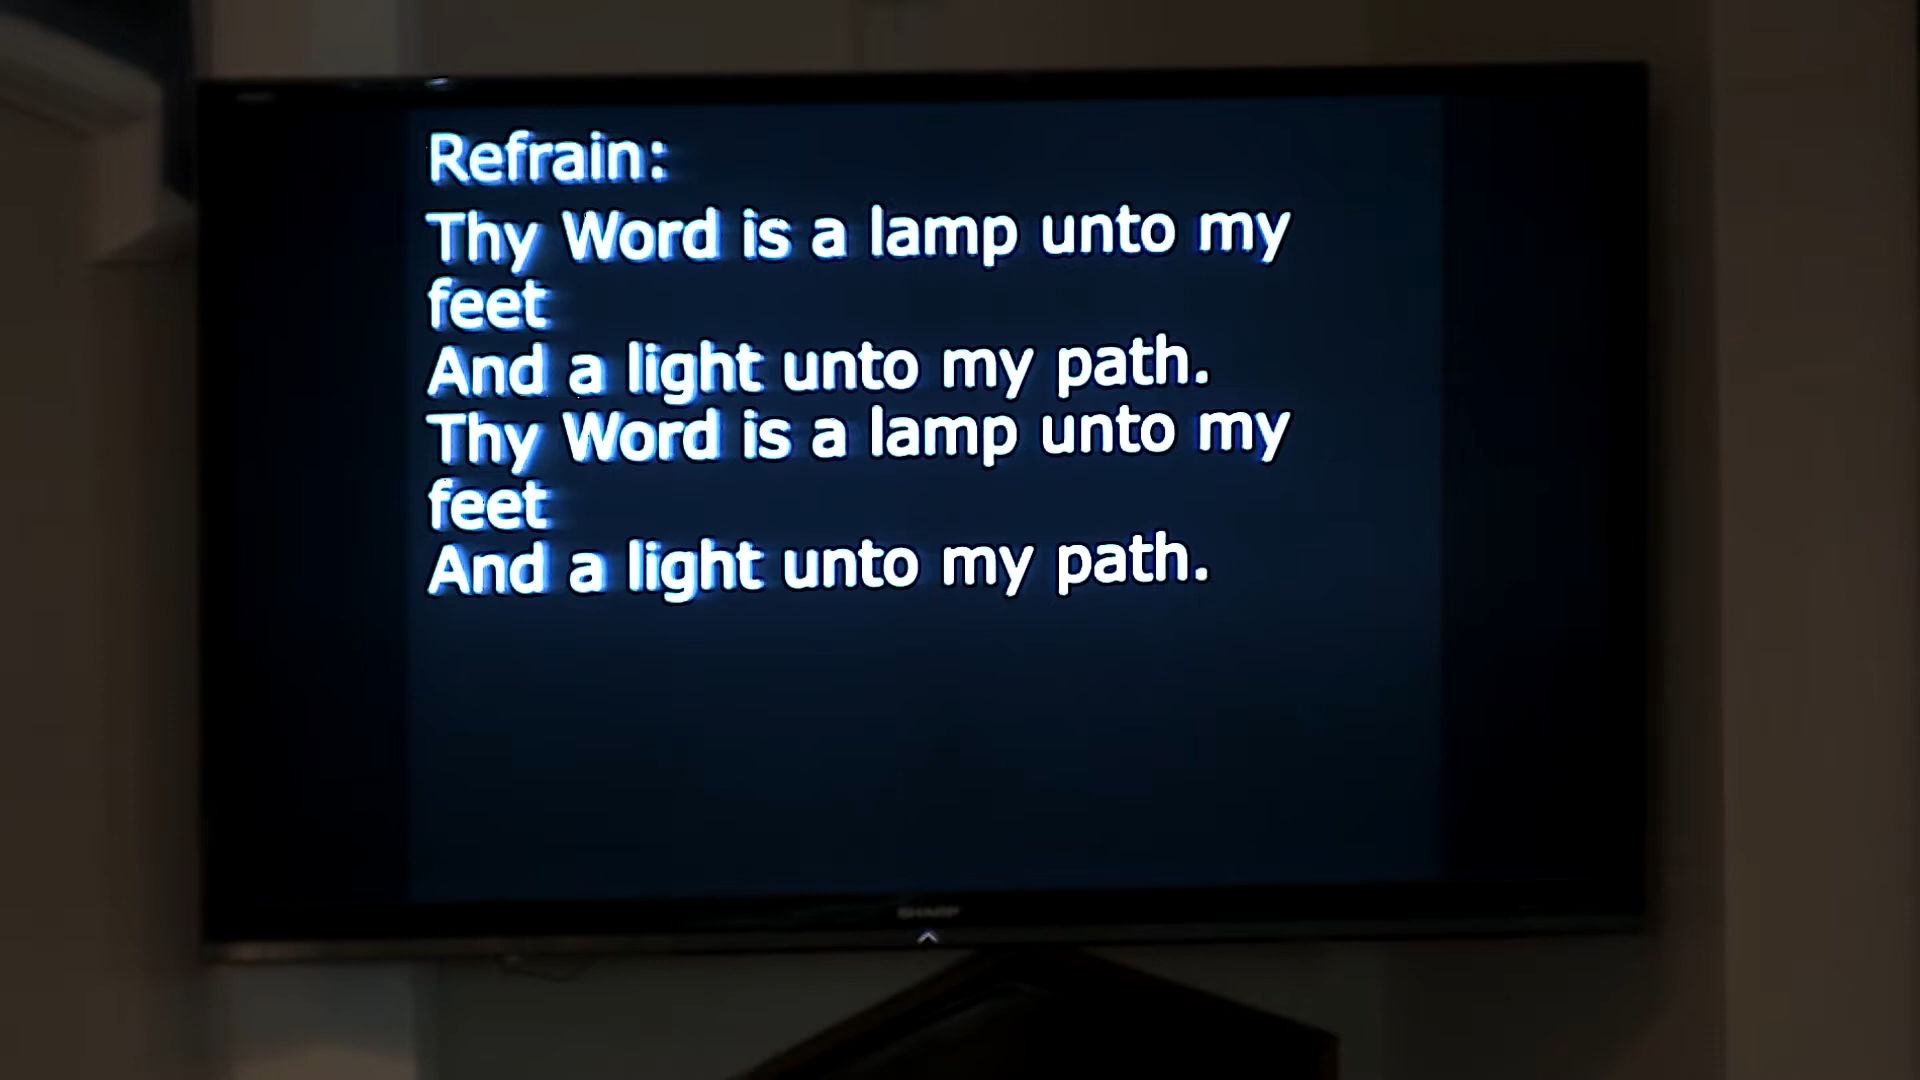 Refrain:
Thy Word is a lamp unto my
feet
And a light unto my path.
Thy Word is a lamp unto my
feet
And a light unto my path.
SHARP